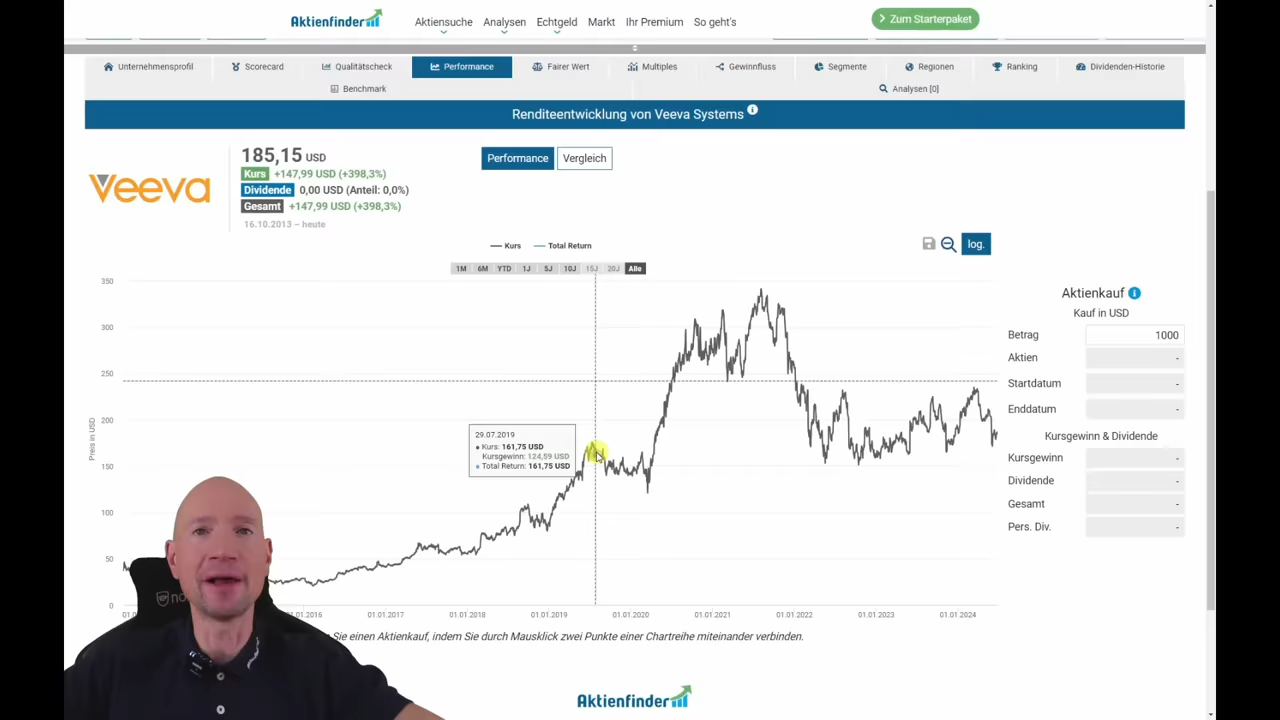 Aktienfinder
Aktiensuche Analysen Echtgeld Markt Ihr Premium So geht's
Zum Starterpaket
Unternehmensprofil Scorecard Qualitätscheck Performance Fairer Wert Multiples Gewinnfluss Segmente Regionen Ranking Dividenden-Historie
Benchmark Analysen [0]
Renditeentwicklung von Veeva Systems
Veeva
185,15 USD
Kurs +147,99 USD (+398,3%)
Dividende 0,00 USD (Anteil: 0,0%)
Gesamt +147,99 USD (+398,3%)
16.10.2013 – heute
Performance Vergleich
Kurs Total Return
log.
1M 6M YTD 1J 5J 10J 15J 20J Alle
350
300
250
200
150
100
50
0
Preis in USD
29.07.2019
Kurs: 161,75 USD
Kursgewinn: 124,59 USD
Total Return: 161,75 USD
01.0 01.2016 01.01.2017 01.01.2018 01.01.2019 01.01.2020 01.01.2021 01.01.2022 01.01.2023 01.01.2024
Sie einen Aktienkauf, indem Sie durch Mausklick zwei Punkte einer Chartreihe miteinander verbinden.
Aktienkauf
Kauf in USD
Betrag 1000
Aktien -
Startdatum -
Enddatum -
Kursgewinn & Dividende
Kursgewinn -
Dividende -
Gesamt -
Pers. Div. -
Aktienfinder